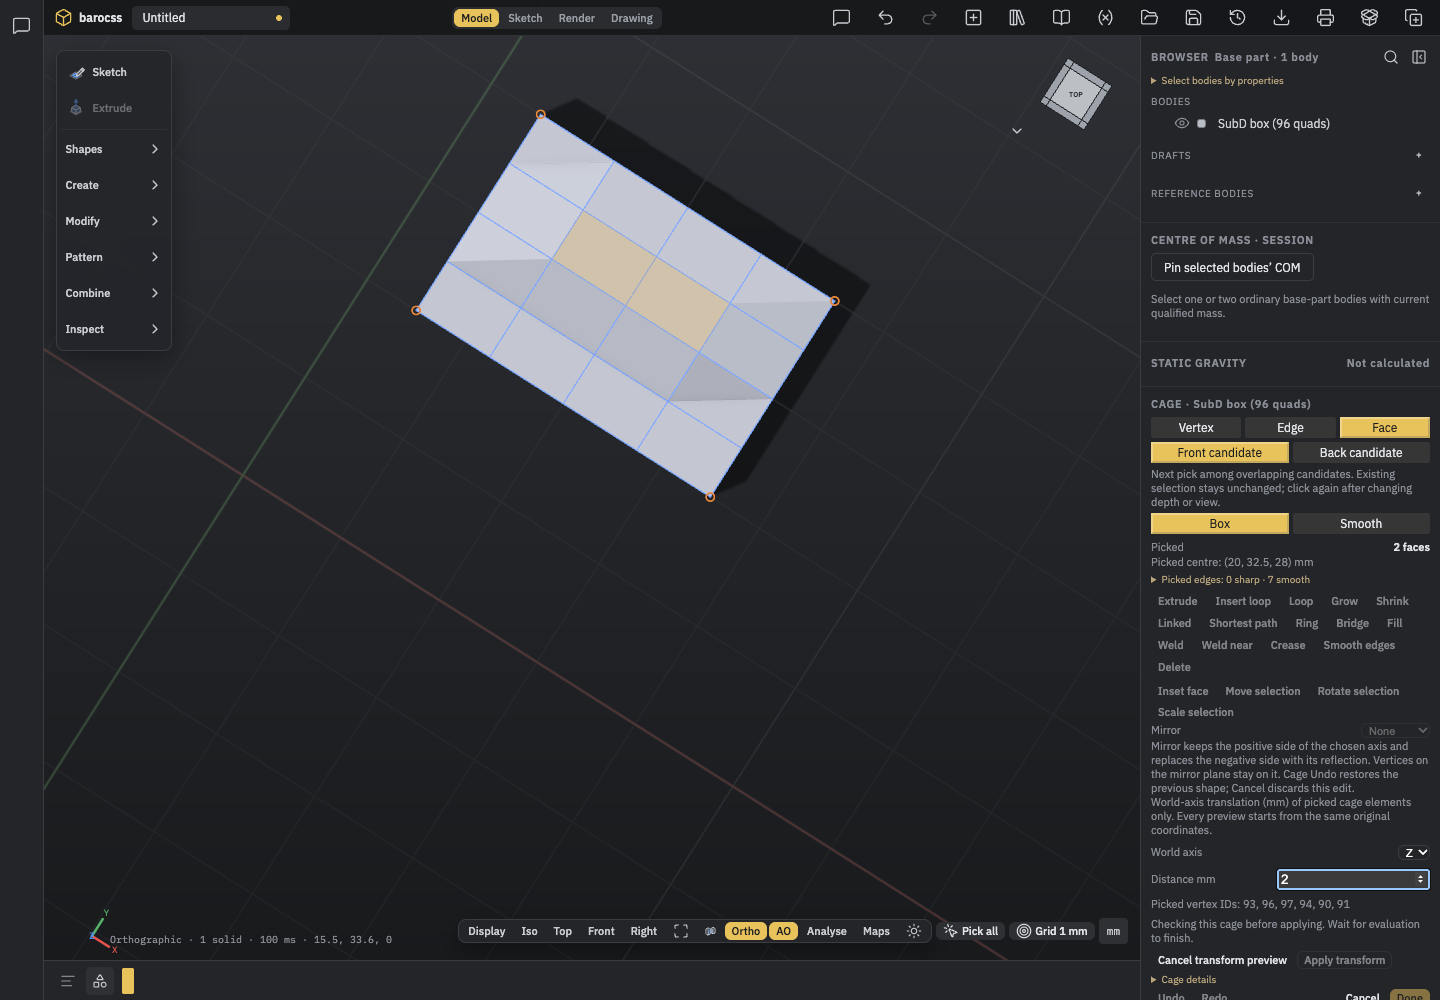 barocss
Untitled
Model
Sketch
Render
Drawing
Sketch
Extrude
Shapes
Create
Modify
Pattern
Combine
Inspect
TOP
BROWSER Base part · 1 body
Select bodies by properties
BODIES
SubD box (96 quads)
DRAFTS
REFERENCE BODIES
CENTRE OF MASS · SESSION
Pin selected bodies’ COM
Select one or two ordinary base-part bodies with current
qualified mass.
STATIC GRAVITY Not calculated
CAGE · SubD box (96 quads)
Vertex Edge Face
Front candidate Back candidate
Next pick among overlapping candidates. Existing
selection stays unchanged; click again after changing
depth or view.
Box Smooth
Picked 2 faces
Picked centre: (20, 32.5, 28) mm
Picked edges: 0 sharp · 7 smooth
Extrude Insert loop Loop Grow Shrink
Linked Shortest path Ring Bridge Fill
Weld Weld near Crease Smooth edges
Delete
Inset face Move selection Rotate selection
Scale selection
Mirror None
Mirror keeps the positive side of the chosen axis and
replaces the negative side with its reflection. Vertices on
the mirror plane stay on it. Cage Undo restores the
previous shape; Cancel discards this edit.
World-axis translation (mm) of picked cage elements
only. Every preview starts from the same original
coordinates.
World axis Z
Distance mm 2
Picked vertex IDs: 93, 96, 97, 94, 90, 91
Checking this cage before applying. Wait for evaluation
to finish.
Cancel transform preview Apply transform
Cage details
Undo Redo Cancel Done
Y
X
Orthographic · 1 solid · 100 ms · 15.5, 33.6, 0
Display Iso Top Front Right Ortho AO Analyse Maps
Pick all
Grid 1 mm
mm